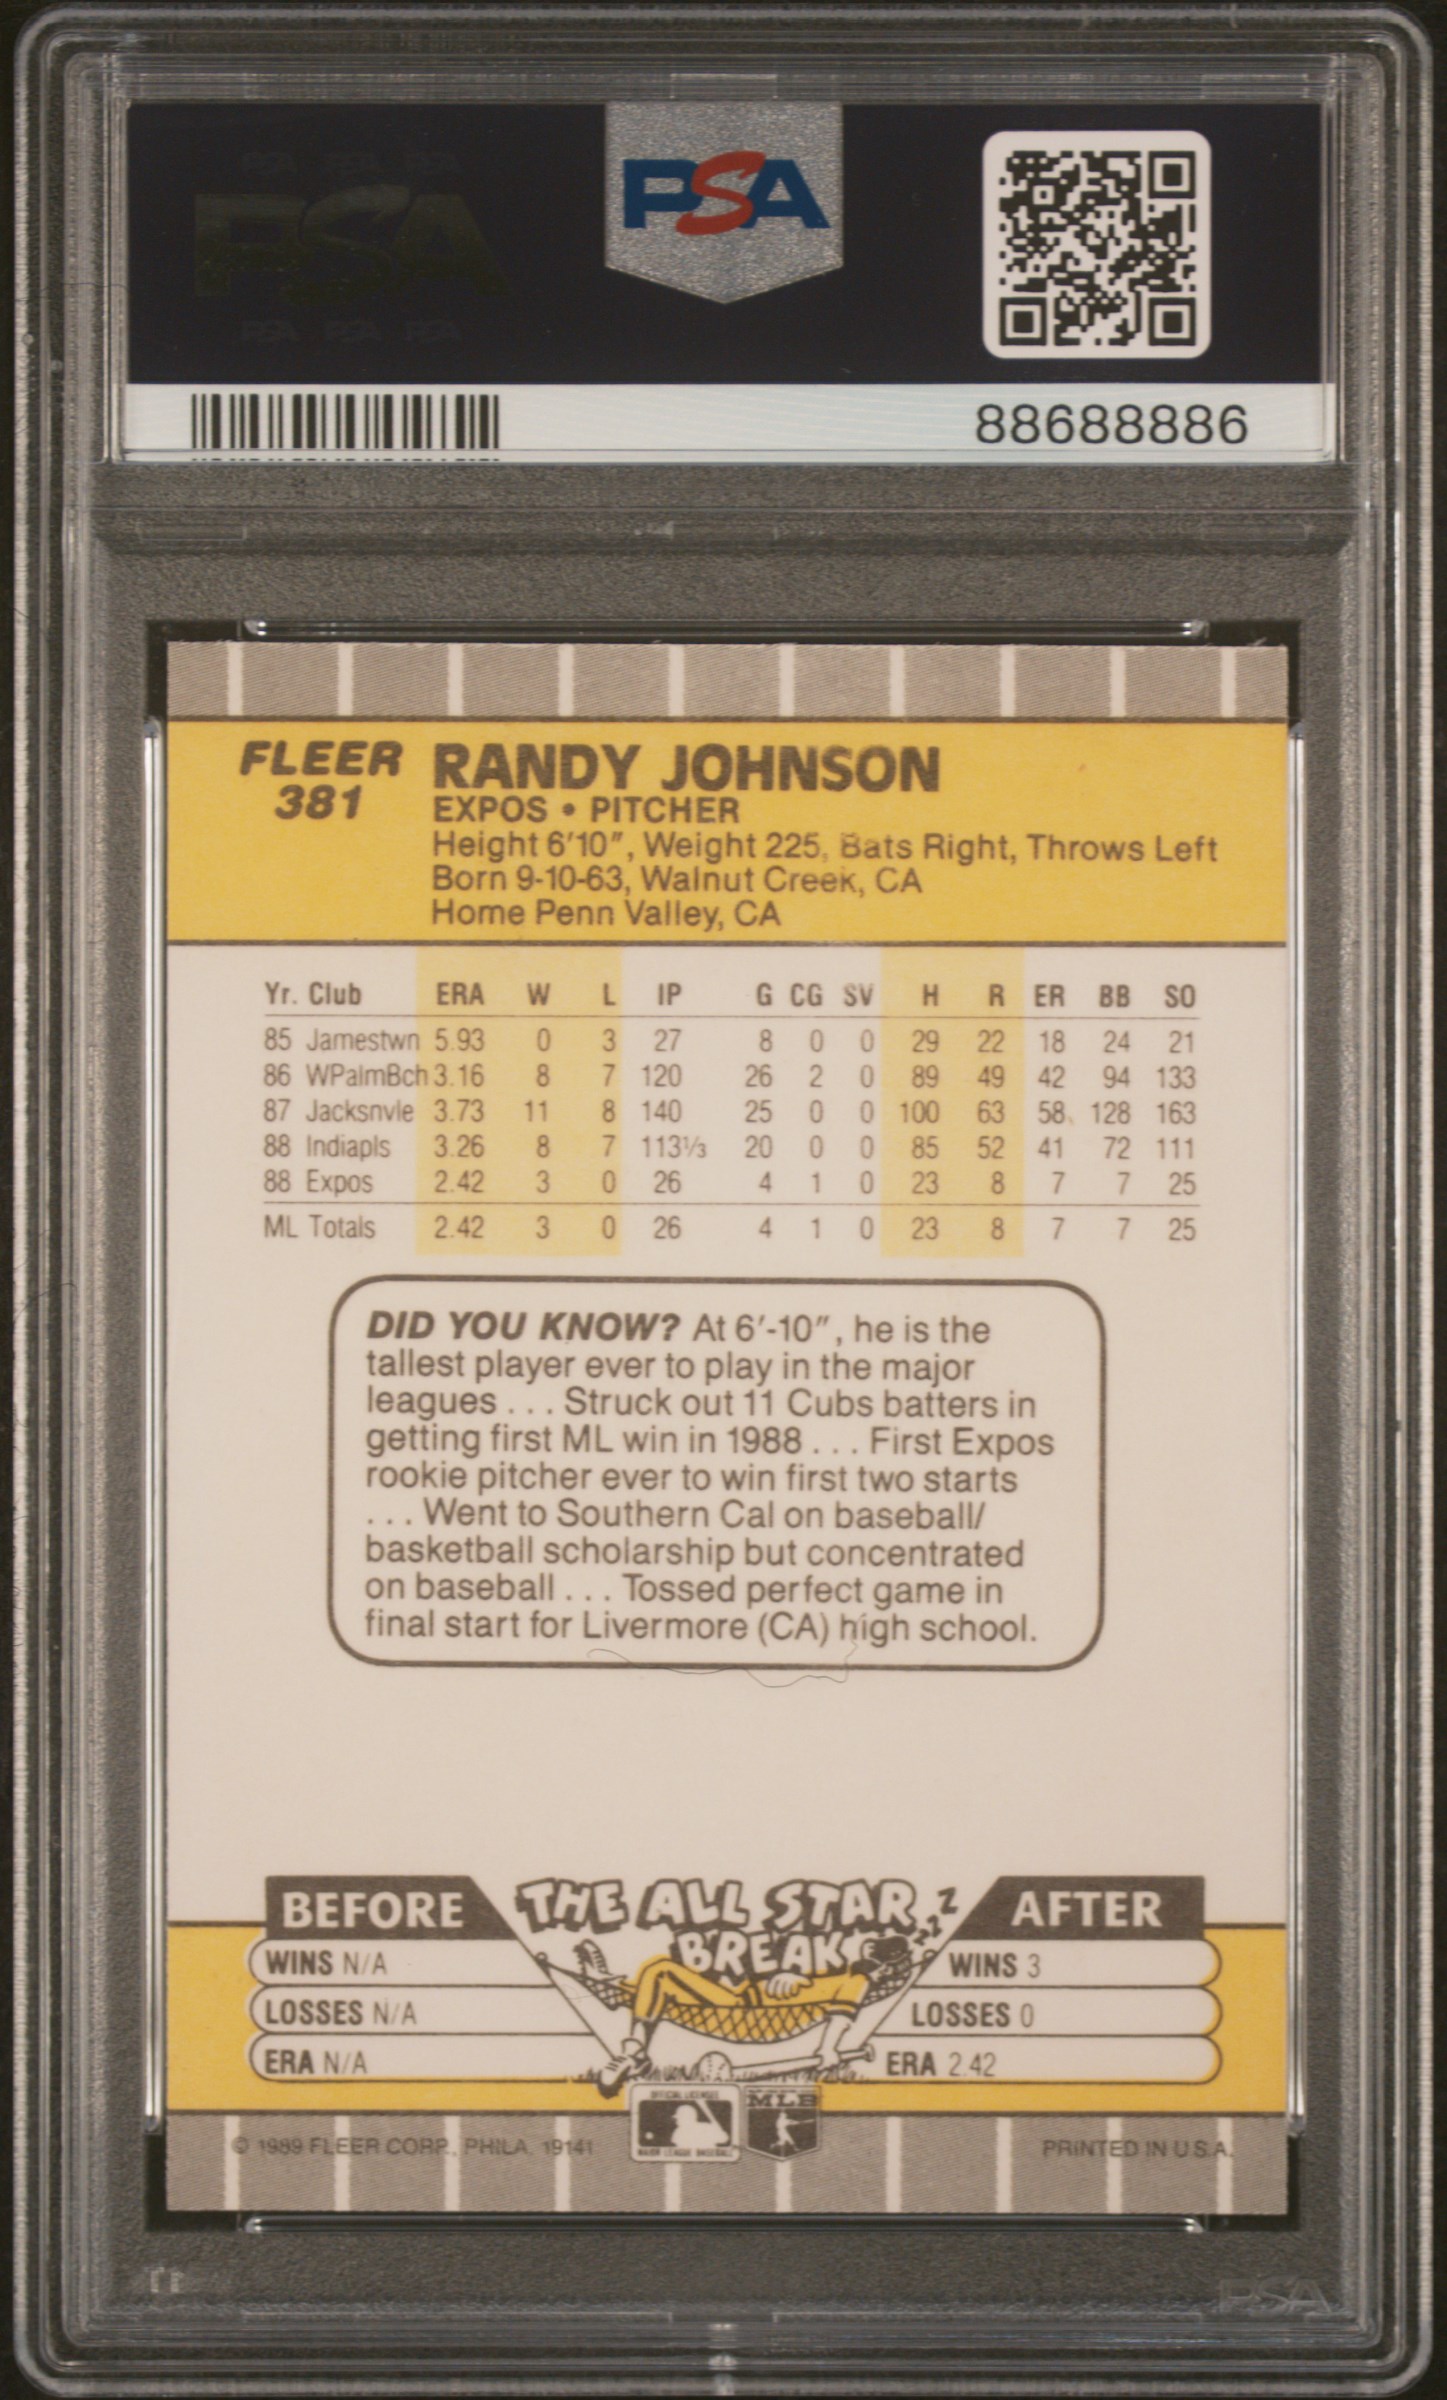 PSA
88688886
FLEER
381
RANDY JOHNSON
EXPOS • PITCHER
Height 6'10", Weight 225, Bats Right, Throws Left
Born 9-10-63, Walnut Creek, CA
Home Penn Valley, CA
Yr. Club ERA W L IP G CG SV H R ER BB SO
85 Jamestwn 5.93 0 3 27 8 0 0 29 22 18 24 21
86 WPalmBch 3.16 8 7 120 26 2 0 89 49 42 94 133
87 Jacksnvle 3.73 11 8 140 25 0 0 100 63 58 128 163
88 Indiapls 3.26 8 7 113⅓ 20 0 0 85 52 41 72 111
88 Expos 2.42 3 0 26 4 1 0 23 8 7 7 25
ML Totals 2.42 3 0 26 4 1 0 23 8 7 7 25
DID YOU KNOW? At 6'-10", he is the
tallest player ever to play in the major
leagues . . . Struck out 11 Cubs batters in
getting first ML win in 1988 . . . First Expos
rookie pitcher ever to win first two starts
. . . Went to Southern Cal on baseball/
basketball scholarship but concentrated
on baseball . . . Tossed perfect game in
final start for Livermore (CA) high school.
BEFORE THE ALL STAR BREAK ZZZZ AFTER
WINS N/A WINS 3
LOSSES N/A LOSSES 0
ERA N/A ERA 2.42
OFFICIAL LICENSEE
MAJOR LEAGUE BASEBALL
MLB
© 1989 FLEER CORP., PHILA. 19141 PRINTED IN U.S.A.
PSA